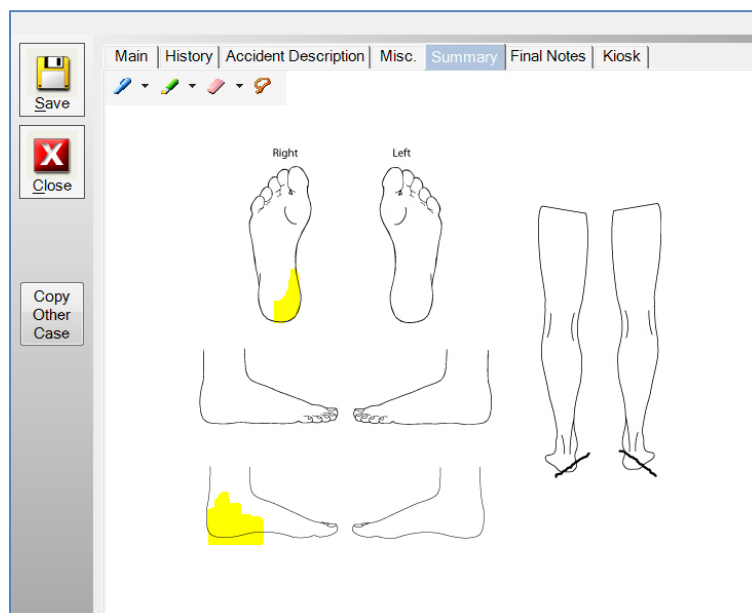 Main History Accident Description Misc. Summary Final Notes Kiosk
Save
Close
Copy
Other
Case
Right Left